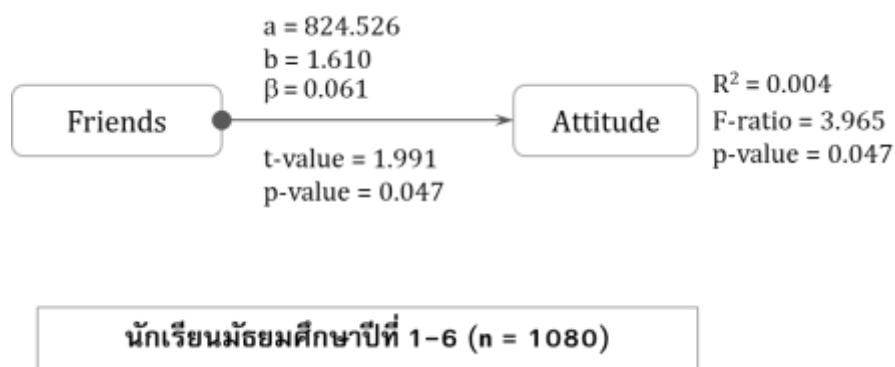 a = 824.526
b = 1.610
β = 0.061
Friends
Attitude
t-value = 1.991
p-value = 0.047
R² = 0.004
F-ratio = 3.965
p-value = 0.047
นักเรียนมัธยมศึกษาปีที่ 1-6 (n = 1080)